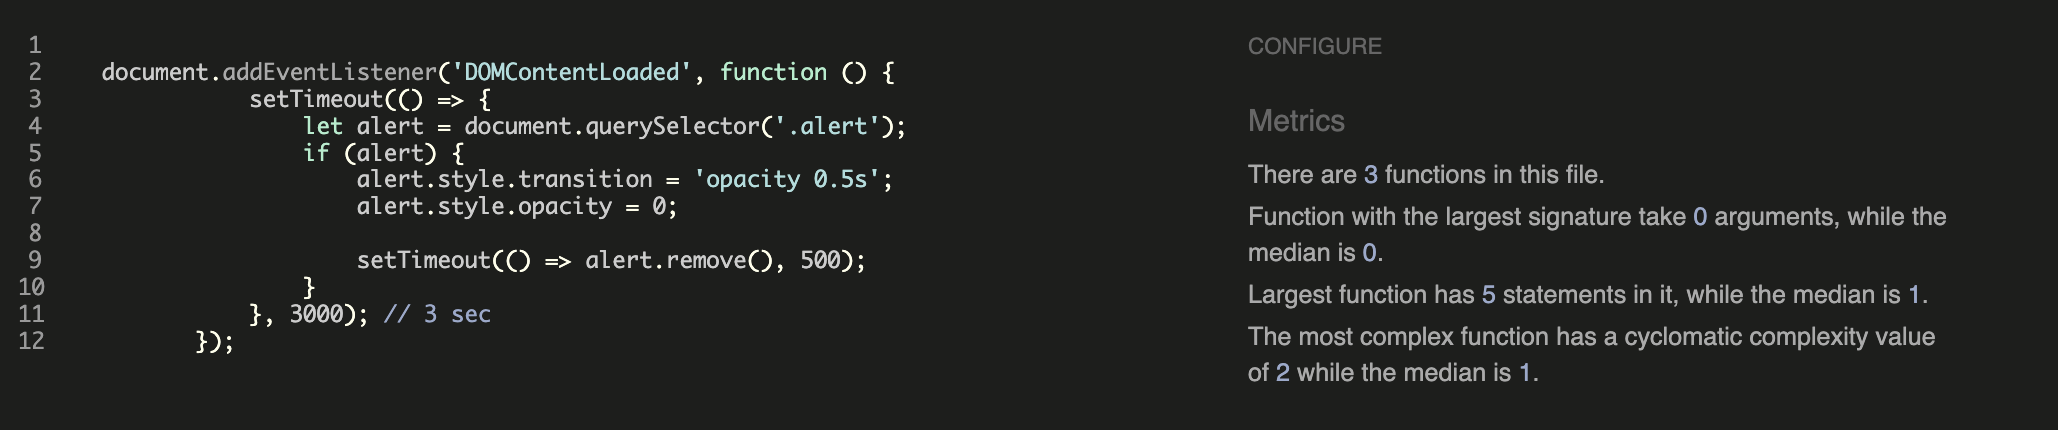 1
2 document.addEventListener('DOMContentLoaded', function () {
3 setTimeout(() => {
4 let alert = document.querySelector('.alert');
5 if (alert) {
6 alert.style.transition = 'opacity 0.5s';
7 alert.style.opacity = 0;
8
9 setTimeout(() => alert.remove(), 500);
10 }
11 }, 3000); // 3 sec
12 });
CONFIGURE
Metrics
There are 3 functions in this file.
Function with the largest signature take 0 arguments, while the
median is 0.
Largest function has 5 statements in it, while the median is 1.
The most complex function has a cyclomatic complexity value
of 2 while the median is 1.